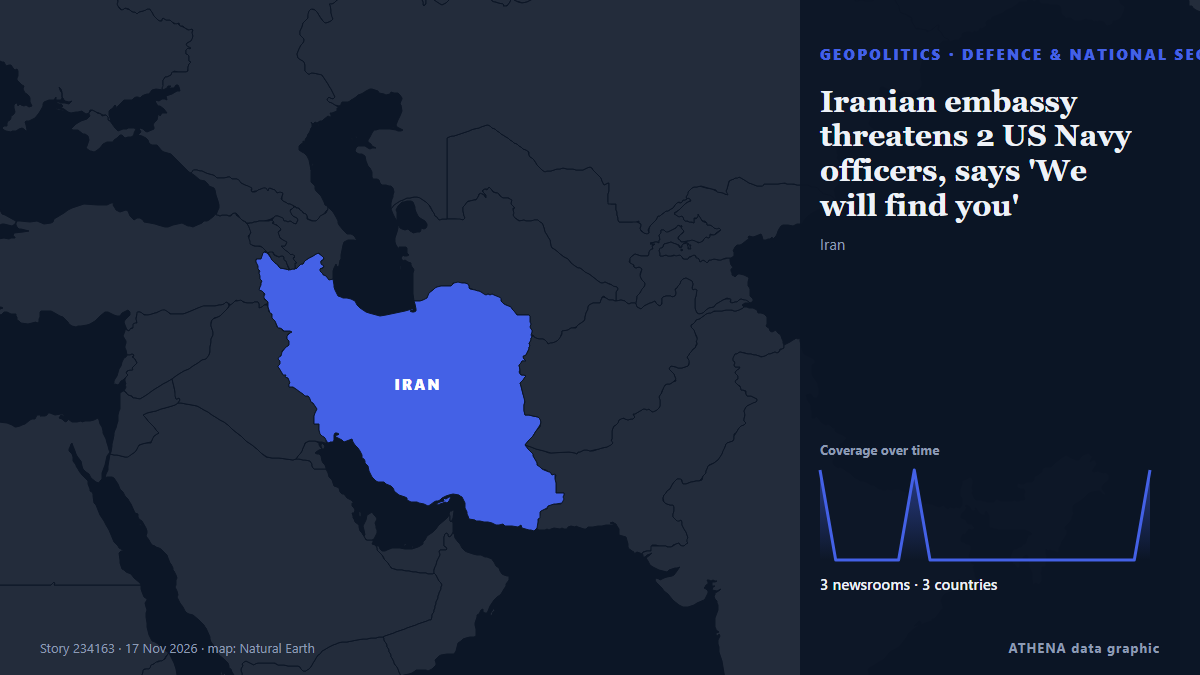 GEOPOLITICS · DEFENCE & NATIONAL SEC
Iranian embassy
threatens 2 US Navy
officers, says 'We
will find you'
Iran
IRAN
Coverage over time
3 newsrooms · 3 countries
Story 234163 · 17 Nov 2026 · map: Natural Earth
ATHENA data graphic